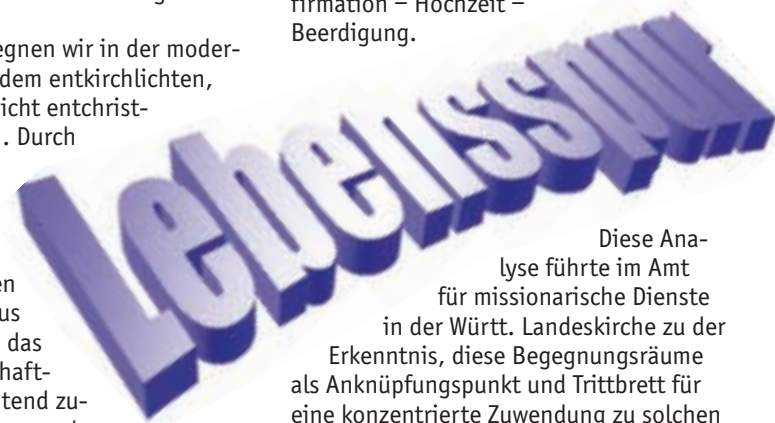 egnen wir in der moder-
dem entkirchlichten,
icht entchrist-
. Durch
en
us
das
haft-
tend zu-
firmation – Hochzeit –
Beerdigung.
Lebensspur
Diese Ana-
lyse führte im Amt
für missionarische Dienste
in der Württ. Landeskirche zu der
Erkenntnis, diese Begegnungsräume
als Anknüpfungspunkt und Trittbrett für
eine konzentrierte Zuwendung zu solchen